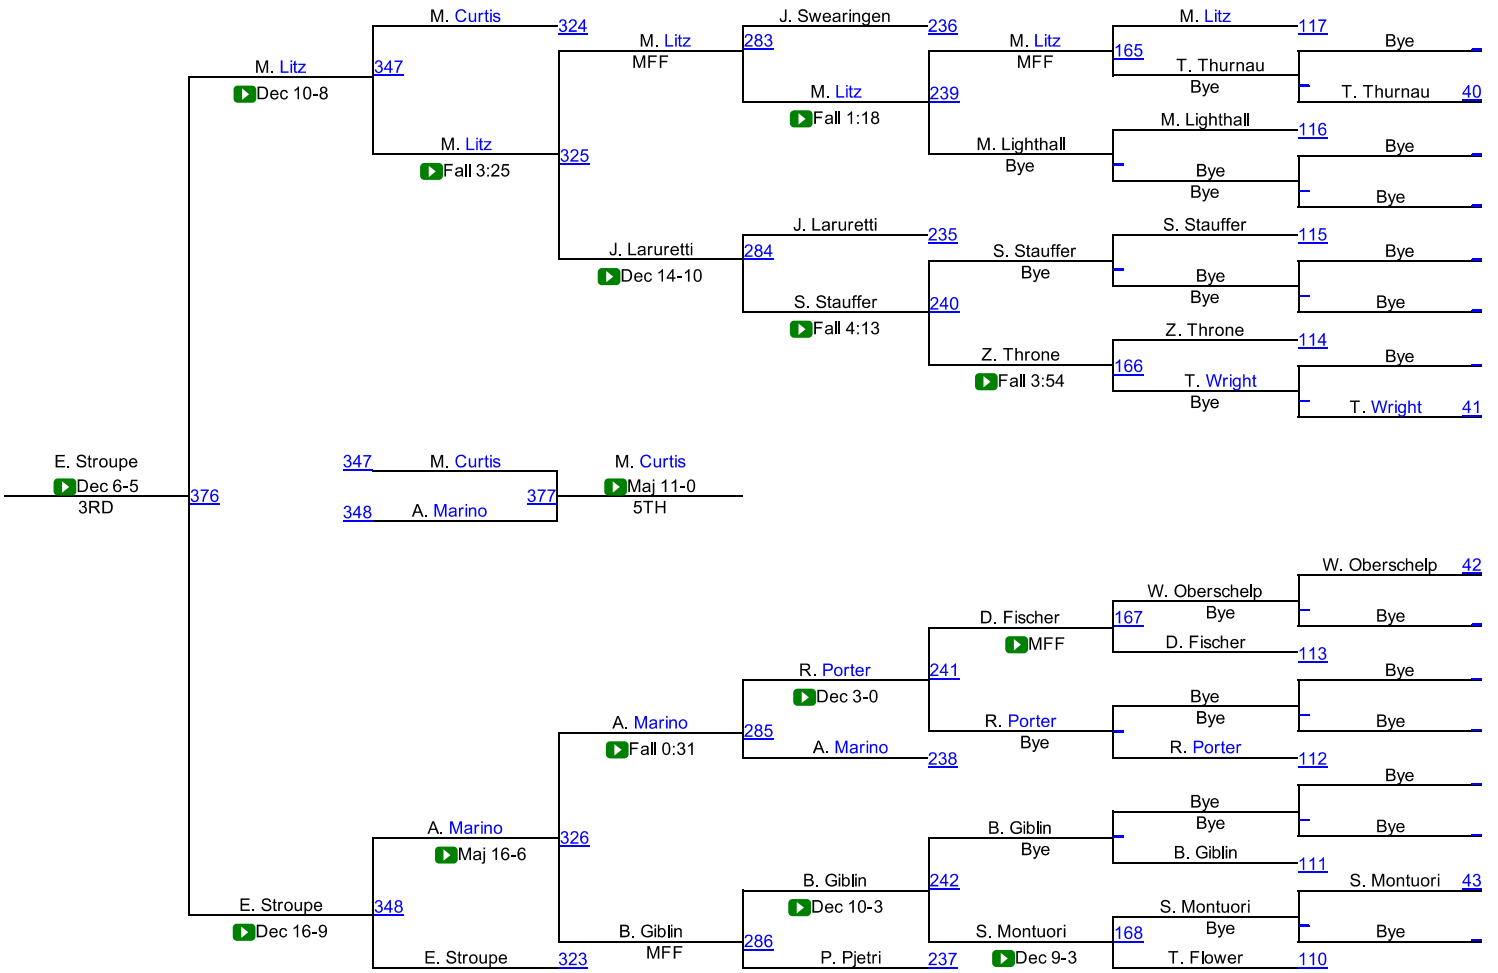 M. Curtis
324
J. Swearingen
236
M. Litz
117
M. Litz
MFF
283
M. Litz
MFF
165
Bye
M. Litz
Dec 10-8
347
T. Thurnau
Bye
M. Litz
Fall 1:18
239
T. Thurnau 40
M. Lighthall
116
M. Litz
Fall 3:25
325
M. Lighthall
Bye
Bye
Bye
Bye
Bye
J. Laruretti
235
S. Stauffer
115
J. Laruretti
Dec 14-10
284
S. Stauffer
Bye
Bye
Bye
Bye
S. Stauffer
Fall 4:13
240
Bye
Z. Throne
114
Z. Throne
Fall 3:54
166
Bye
T. Wright
Bye
T. Wright 41
E. Stroupe
Dec 6-5
3RD
376
347 M. Curtis
348 A. Marino
377
M. Curtis
Maj 11-0
5TH
W. Oberschelp 42
W. Oberschelp
Bye
D. Fischer
MFF
167
Bye
D. Fischer
113
R. Porter
Dec 3-0
241
Bye
Bye
Bye
A. Marino
Fall 0:31
285
R. Porter
Bye
Bye
A. Marino
238
R. Porter
112
Bye
Bye
Bye
A. Marino
Maj 16-6
326
B. Giblin
Bye
Bye
B. Giblin
111
B. Giblin
Dec 10-3
242
S. Montuori 43
E. Stroupe
Dec 16-9
348
S. Montuori
Bye
B. Giblin
MFF
286
S. Montuori
Dec 9-3
168
Bye
E. Stroupe
323
P. Pjetri
237
T. Flower
110